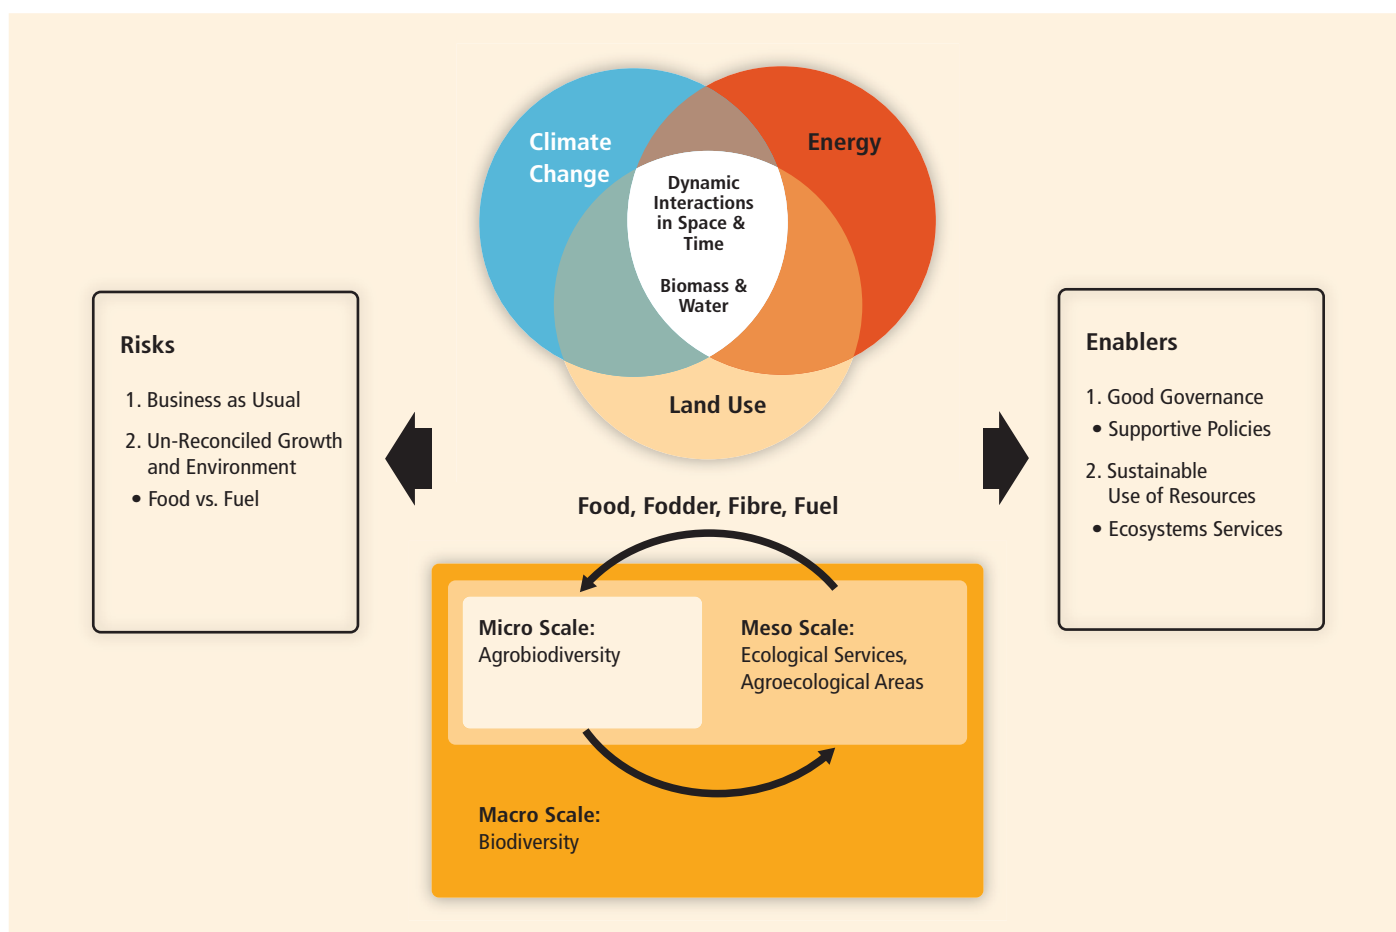 Climate
Change
Energy
Dynamic
Interactions
in Space &
Time
Biomass &
Water
Land Use
Risks
1. Business as Usual
2. Un-Reconciled Growth
and Environment
• Food vs. Fuel
Enablers
1. Good Governance
• Supportive Policies
2. Sustainable
Use of Resources
• Ecosystems Services
Food, Fodder, Fibre, Fuel
Micro Scale:
Agrobiodiversity
Meso Scale:
Ecological Services,
Agroecological Areas
Macro Scale:
Biodiversity